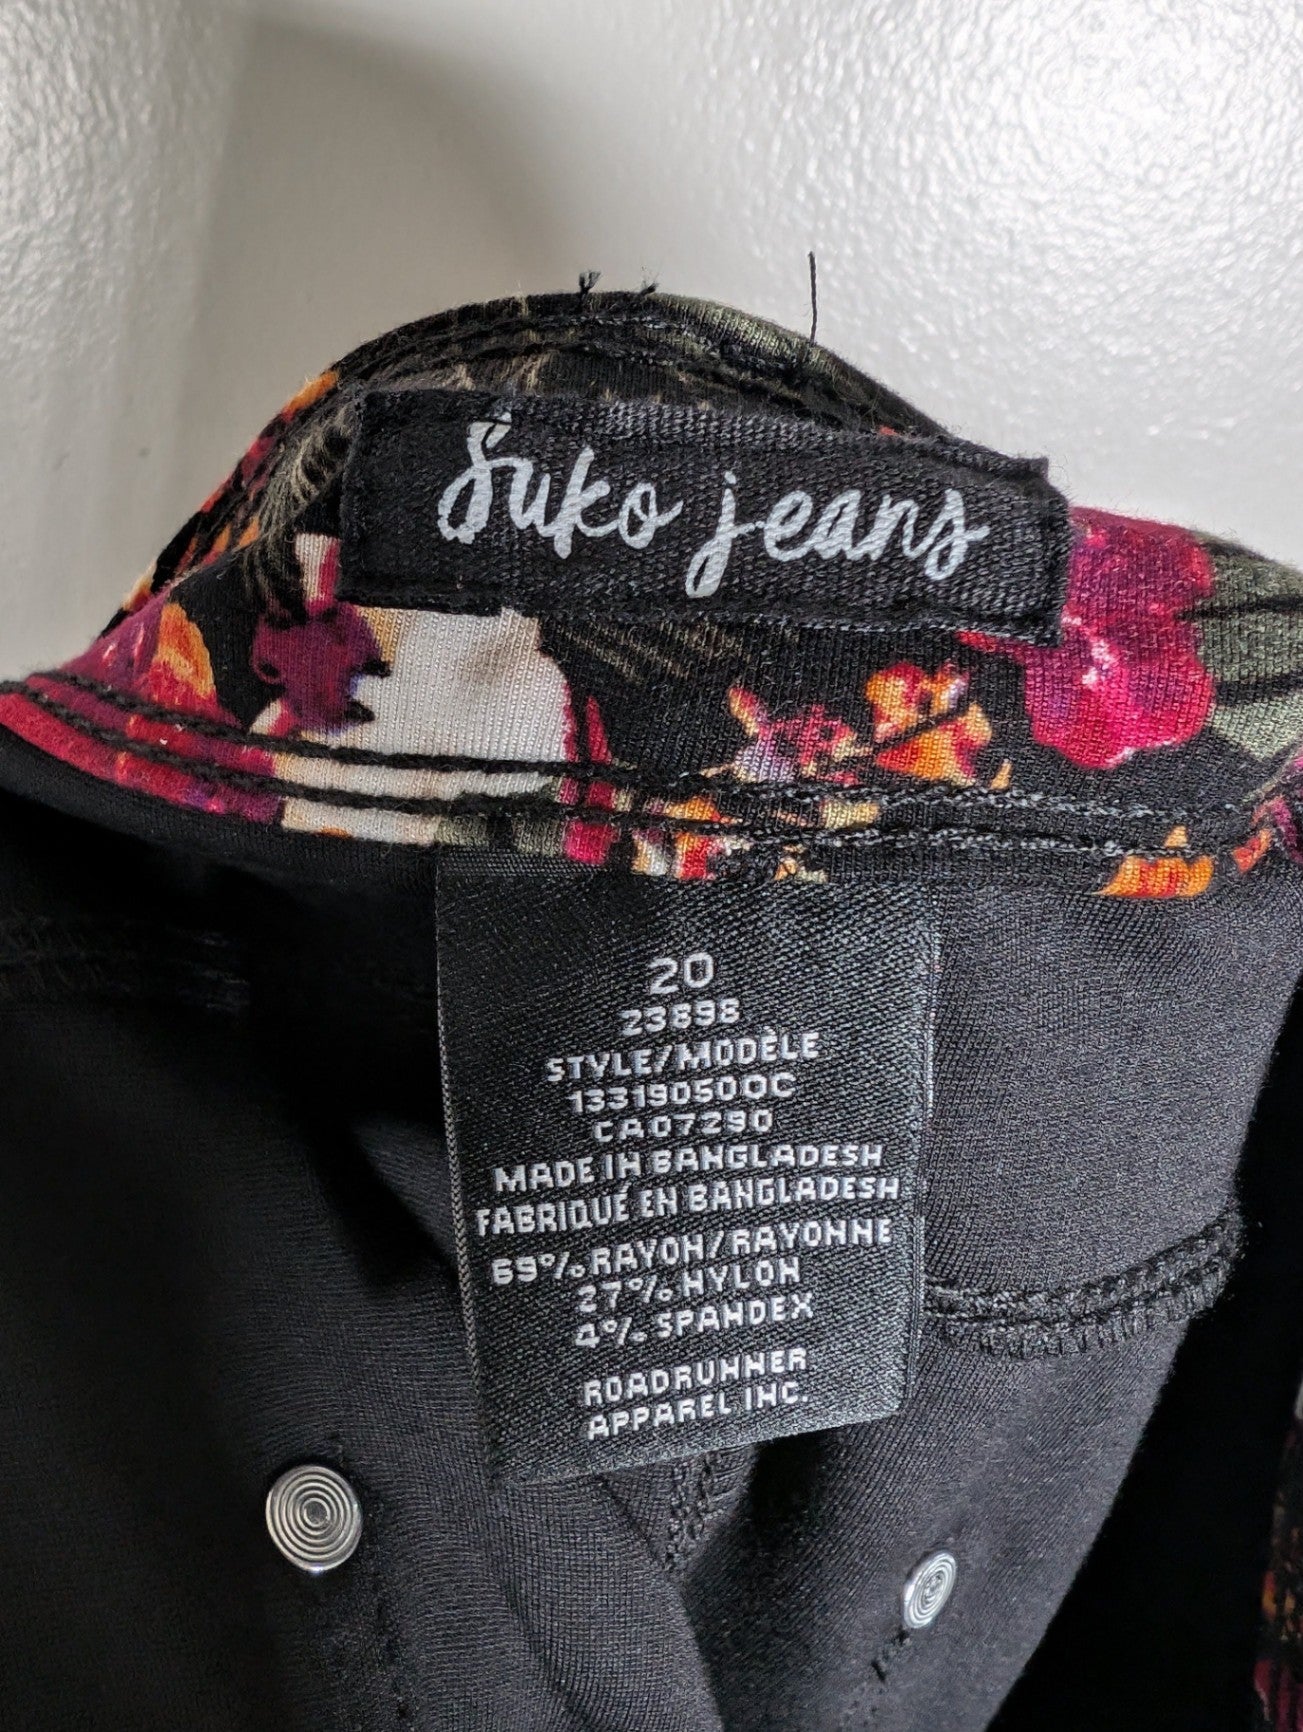 Suko jeans
20
23898
STYLE/MODÈLE
133190500C
CA07290
MADE IN BANGLADESH
FABRIQUÉ EN BANGLADESH
69% RAYON/RAYONNE
27% NYLON
4% SPANDEX
ROADRUNNER
APPAREL INC.